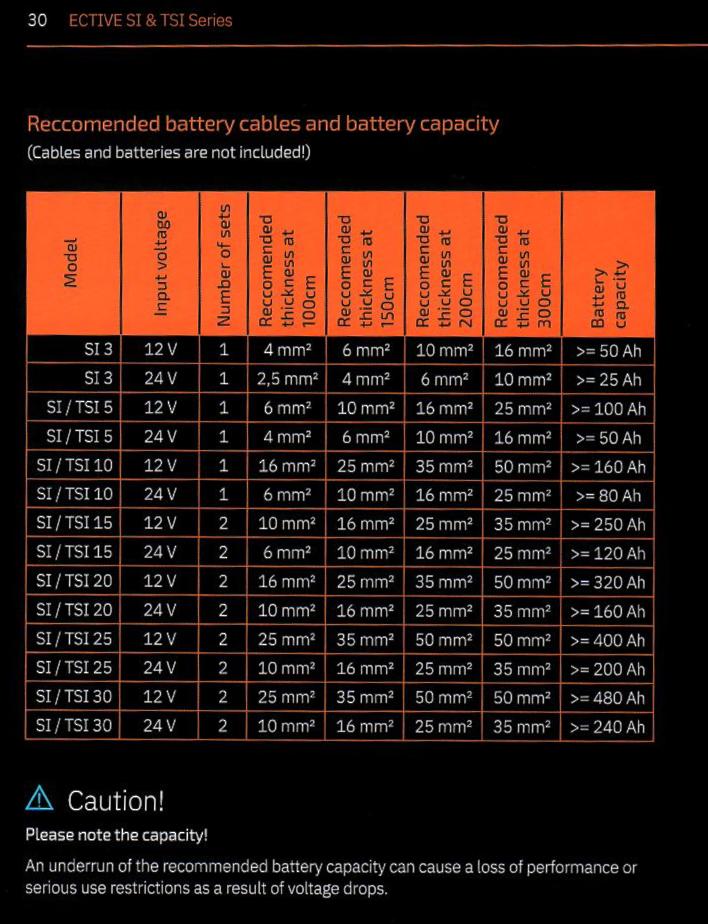 30 ECTIVE SI & TSI Series
Reccomended battery cables and battery capacity
(Cables and batteries are not included!)
Model Input voltage Number of sets Reccomended thickness at 100cm Reccomended thickness at 150cm Reccomended thickness at 200cm Reccomended thickness at 300cm Battery capacity
SI 3 12 V 1 4 mm² 6 mm² 10 mm² 16 mm² >= 50 Ah
SI 3 24 V 1 2,5 mm² 4 mm² 6 mm² 10 mm² >= 25 Ah
SI / TSI 5 12 V 1 6 mm² 10 mm² 16 mm² 25 mm² >= 100 Ah
SI / TSI 5 24 V 1 4 mm² 6 mm² 10 mm² 16 mm² >= 50 Ah
SI / TSI 10 12 V 1 16 mm² 25 mm² 35 mm² 50 mm² >= 160 Ah
SI / TSI 10 24 V 1 6 mm² 10 mm² 16 mm² 25 mm² >= 80 Ah
SI / TSI 15 12 V 2 10 mm² 16 mm² 25 mm² 35 mm² >= 250 Ah
SI / TSI 15 24 V 2 6 mm² 10 mm² 16 mm² 25 mm² >= 120 Ah
SI / TSI 20 12 V 2 16 mm² 25 mm² 35 mm² 50 mm² >= 320 Ah
SI / TSI 20 24 V 2 10 mm² 16 mm² 25 mm² 35 mm² >= 160 Ah
SI / TSI 25 12 V 2 25 mm² 35 mm² 50 mm² 50 mm² >= 400 Ah
SI / TSI 25 24 V 2 10 mm² 16 mm² 25 mm² 35 mm² >= 200 Ah
SI / TSI 30 12 V 2 25 mm² 35 mm² 50 mm² 50 mm² >= 480 Ah
SI / TSI 30 24 V 2 10 mm² 16 mm² 25 mm² 35 mm² >= 240 Ah
Caution!
Please note the capacity!
An underrun of the recommended battery capacity can cause a loss of performance or
serious use restrictions as a result of voltage drops.